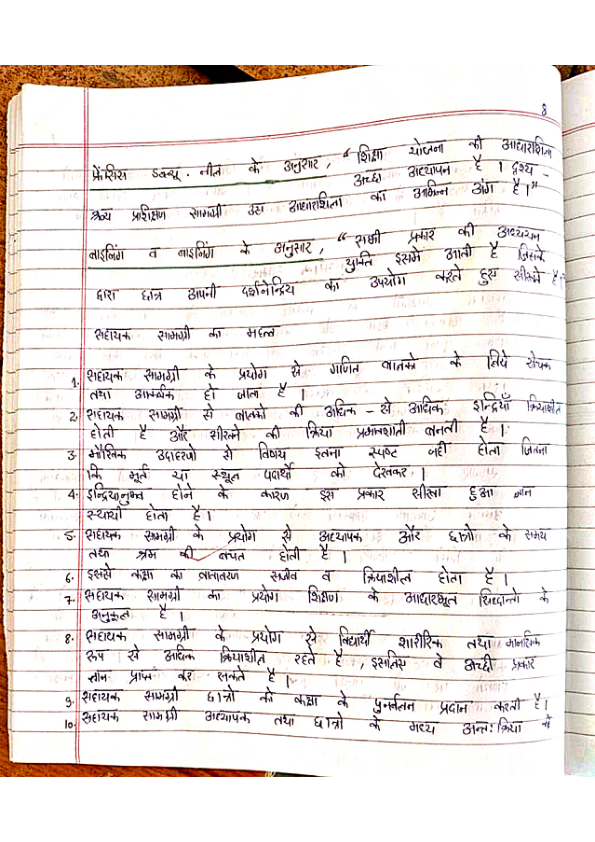 8
फ्रेंसिस डब्ल्यू. नील के अनुसार, “शिक्षा योजना की आधारशिला
अच्छा अध्यापन है । दृश्य -
श्रव्य प्राशिक्षण सामग्री उस आधारशिला का अभिन्न अंग है।”
बाइनिंग व बाइनिंग के अनुसार, “सभी प्रकार की अध्ययन
युक्ति इसमें आती है जिसके
द्वारा छात्र अपनी दर्शनेन्द्रिय का उपयोग करते हुए सीखते है।”
सहायक सामग्री का महत्व
1. सहायक सामग्री के प्रयोग से गणित बालको के लिये रोचक
तथा आकर्षक हो जाता है ।
2. सहायक सामग्री से बालको की अधिक - से अधिक इन्द्रियाँ क्रियाशील
होती है और सीखने की क्रिया प्रभावशाली बनती है ।
3. मौखिक उदाहरणो से विषय इतना स्पष्ट नही होता जितना
कि मूर्त या स्थूल पदार्थो को देखकर ।
4. इन्द्रियानुभव होने के कारण इस प्रकार सीखा हुआ ज्ञान
स्थायी होता है ।
5. सहायक सामग्री के प्रयोग से अध्यापक और छात्रो के समय
तथा श्रम की बचत होती है ।
6. इससे कक्षा का वातावरण सजीव व क्रियाशील होता है ।
7. सहायक सामग्री का प्रयोग शिक्षण के आधारभूत सिद्दान्तो के
अनुकूल है ।
8. सहायक सामग्री के प्रयोग से विद्यार्थी शारीरिक तथा मानसिक
रूप से अधिक क्रियाशील रहते है , इसलिए वे अच्छी प्रकार
ज्ञान प्राप्त कर सकते है ।
9. सहायक सामग्री छात्रो को कक्षा के पुनर्बलन प्रदान करती है।
10. सहायक सामग्री अध्यापक तथा छात्रो के मध्य अन्तःक्रिया को